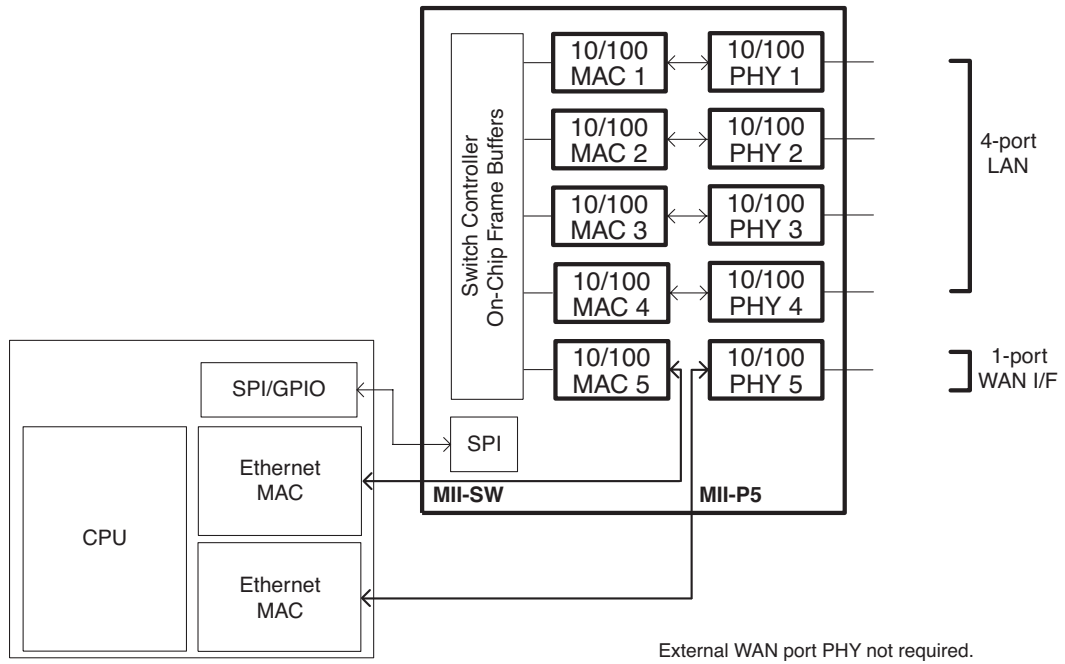 10/100
MAC 1
10/100
PHY 1
10/100
MAC 2
10/100
PHY 2
10/100
MAC 3
10/100
PHY 3
10/100
MAC 4
10/100
PHY 4
10/100
MAC 5
10/100
PHY 5
Switch Controller
On-Chip Frame Buffers
4-port
LAN
1-port
WAN I/F
SPI/GPIO
SPI
Ethernet
MAC
MII-SW
MII-P5
CPU
Ethernet
MAC
External WAN port PHY not required.